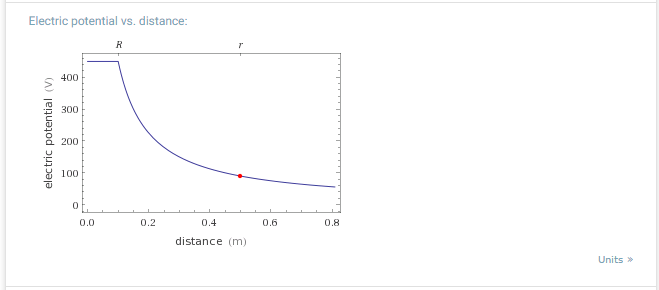 Electric potential vs. distance:
R r
400
300
200
100
0
electric potential (V)
0.0 0.2 0.4 0.6 0.8
distance (m)
Units »